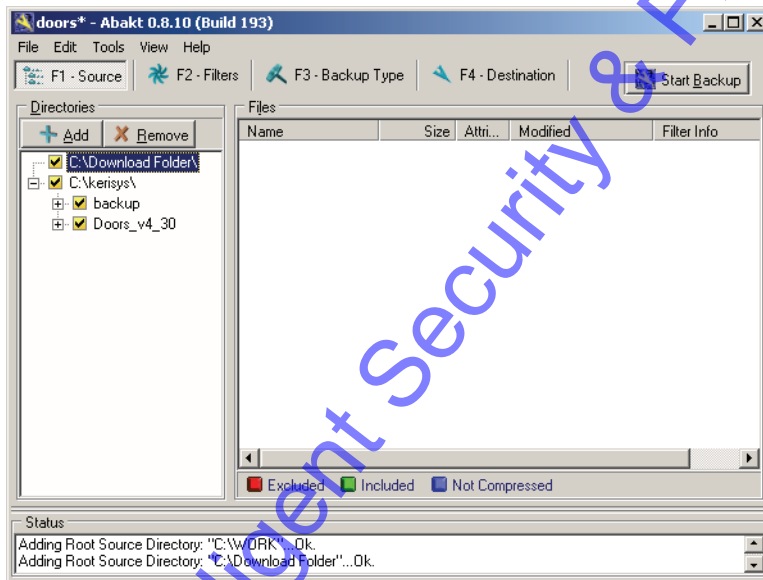 doors* - Abakt 0.8.10 (Build 193)
File Edit Tools View Help
F1 - Source F2 - Filters F3 - Backup Type F4 - Destination Start Backup
Directories
Add Remove
C:\Download Folder\
C:\kerisys\
backup
Doors_v4_30
Files
Name Size Attri... Modified Filter Info
Excluded Included Not Compressed
Status
Adding Root Source Directory: "C:\WORK"...Ok.
Adding Root Source Directory: "C:\Download Folder"...Ok.
ligent Security &